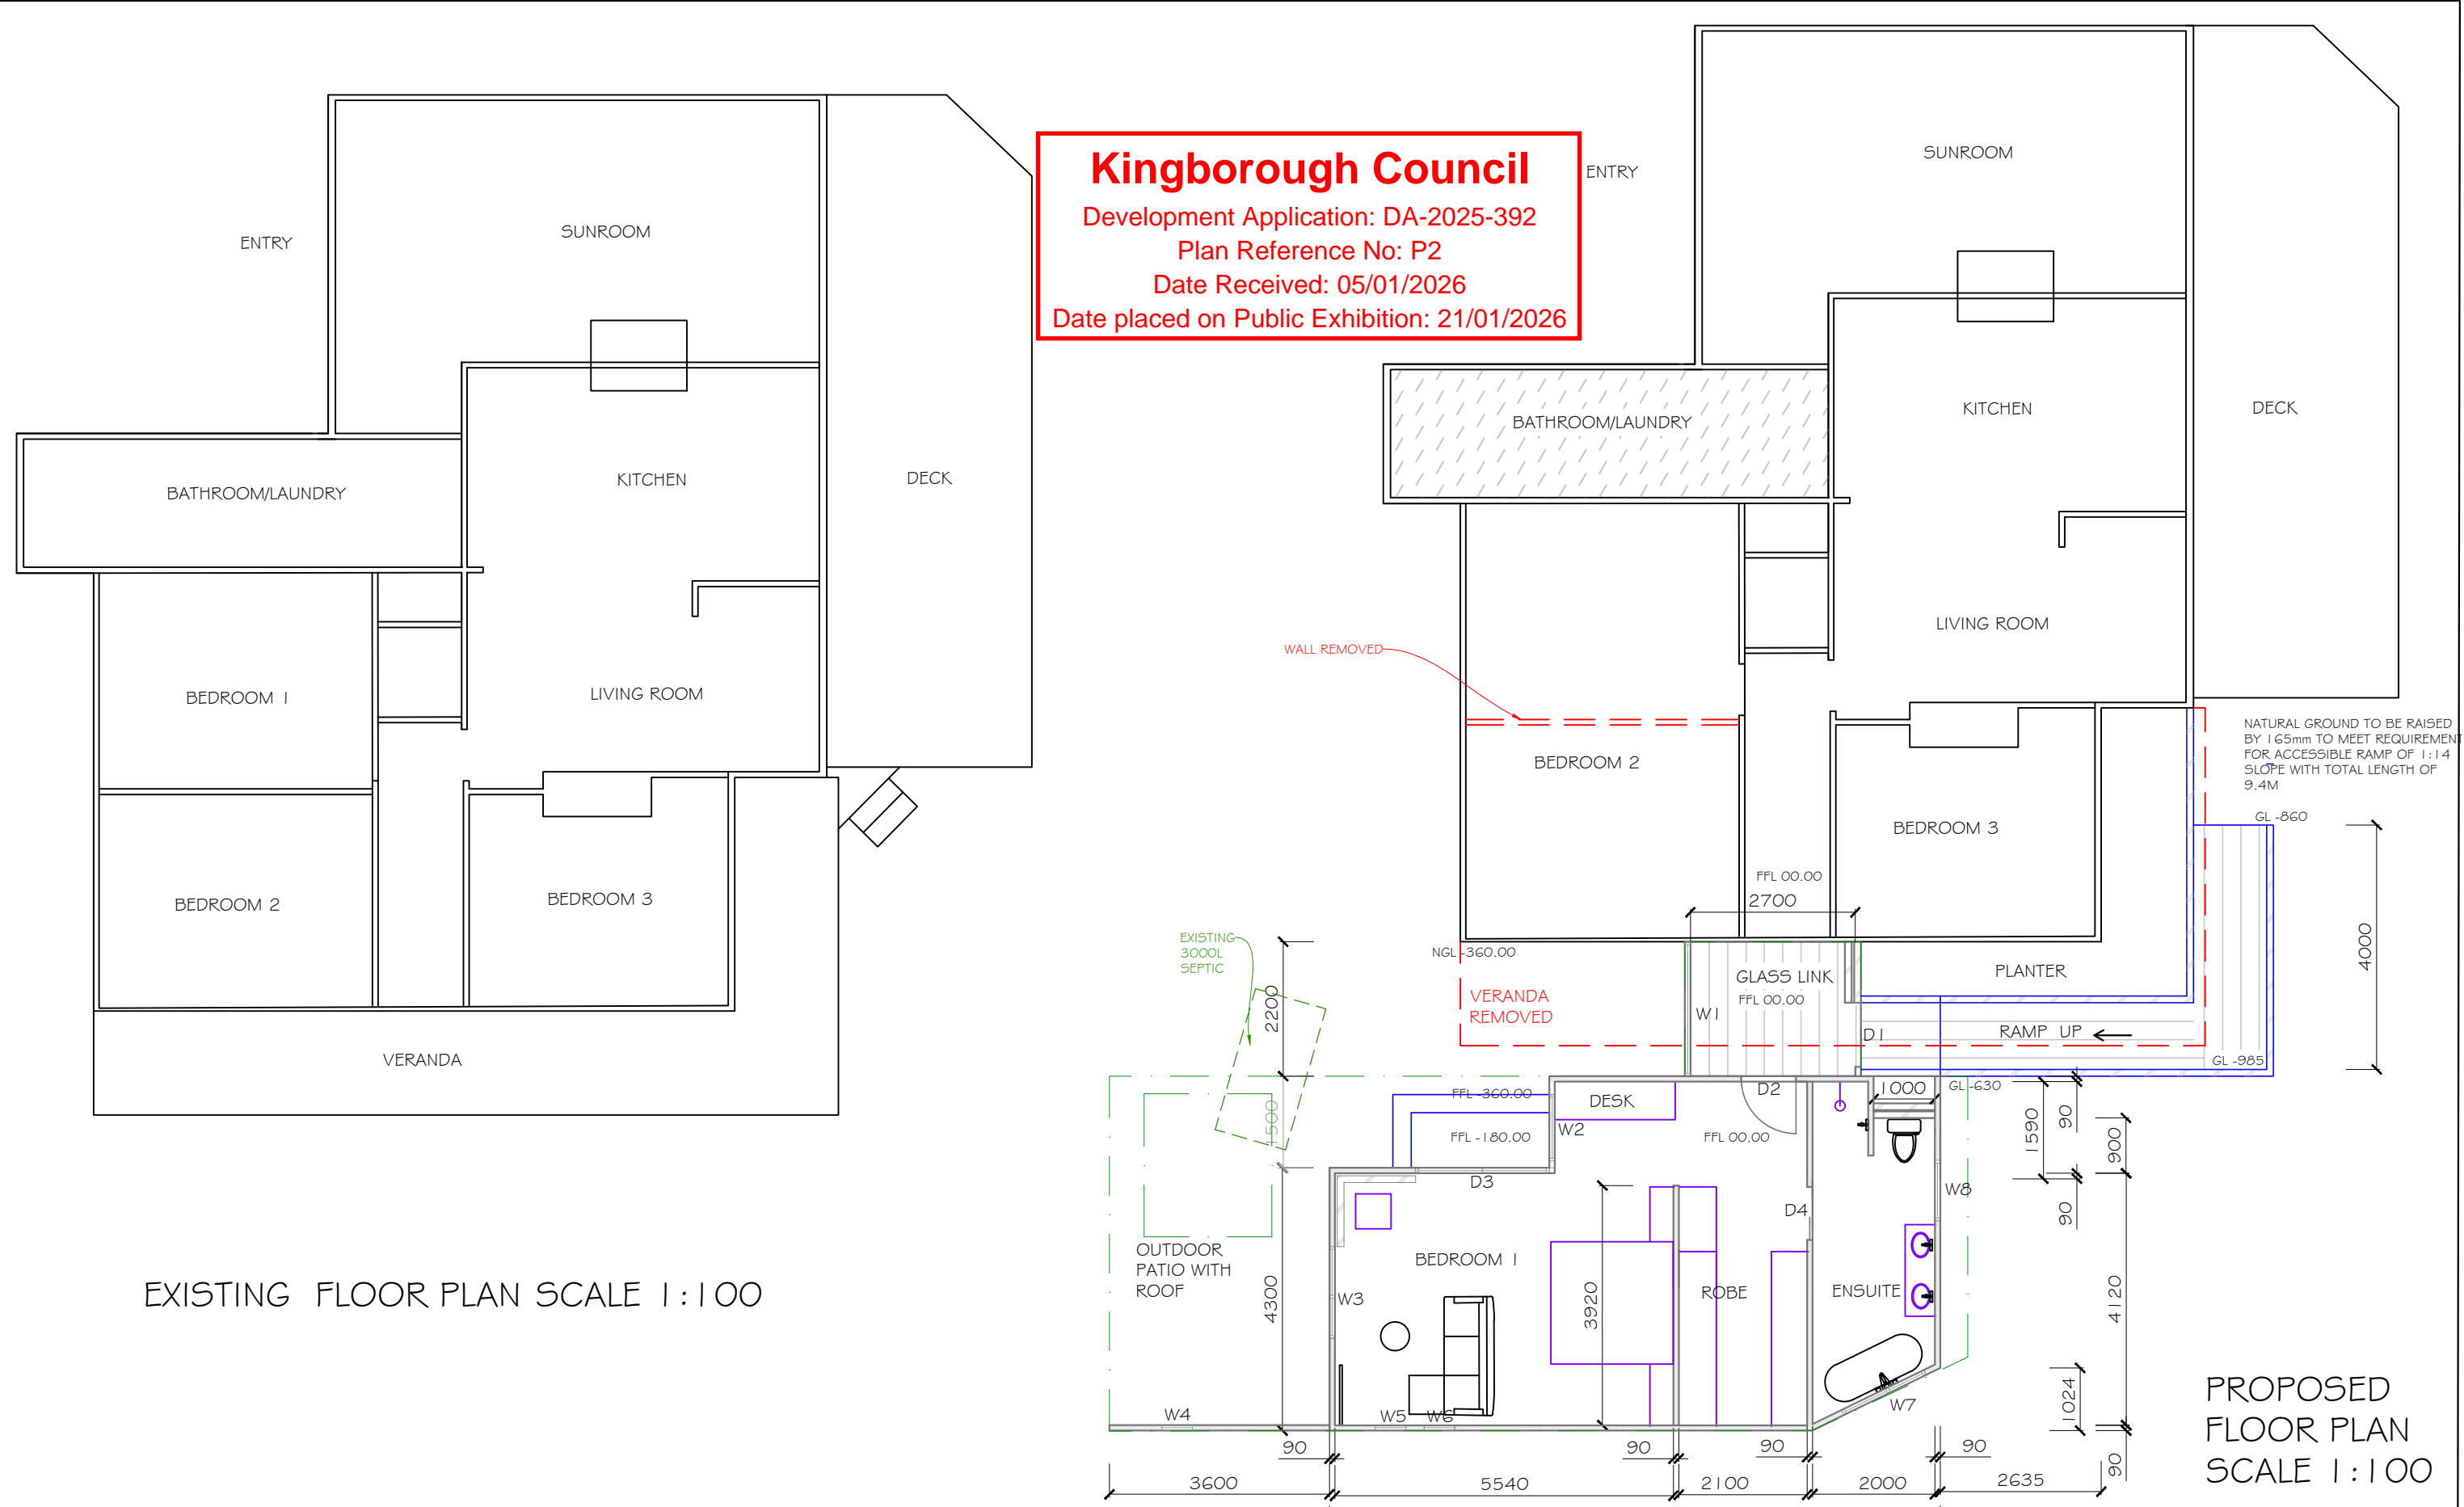 ENTRY
SUNROOM
KITCHEN
DECK
BATHROOM/LAUNDRY
BEDROOM 1
LIVING ROOM
BEDROOM 2
BEDROOM 3
VERANDA
EXISTING FLOOR PLAN SCALE 1:100
Kingborough Council
Development Application: DA-2025-392
Plan Reference No: P2
Date Received: 05/01/2026
Date placed on Public Exhibition: 21/01/2026
ENTRY
SUNROOM
KITCHEN
DECK
BATHROOM/LAUNDRY
LIVING ROOM
WALL REMOVED
BEDROOM 2
BEDROOM 3
NATURAL GROUND TO BE RAISED
BY 165mm TO MEET REQUIREMENT
FOR ACCESSIBLE RAMP OF 1:14
SLOPE WITH TOTAL LENGTH OF
9.4M
GL -860
FFL 00.00
2700
4000
EXISTING
3000L
SEPTIC
2200
NGL -360.00
VERANDA
REMOVED
GLASS LINK
FFL 00.00
W1
D1
PLANTER
RAMP UP
GL -985
GL -630
1000
1500
FFL -360.00
FFL -180.00
DESK
W2
D2
FFL 00.00
D3
D4
W8
1590
90
900
90
OUTDOOR
PATIO WITH
ROOF
4300
W3
BEDROOM 1
3920
ROBE
ENSUITE
4120
1024
W4
W5
W6
W7
90
90
90
90
90
3600
5540
2100
2000
2635
PROPOSED
FLOOR PLAN
SCALE 1:100